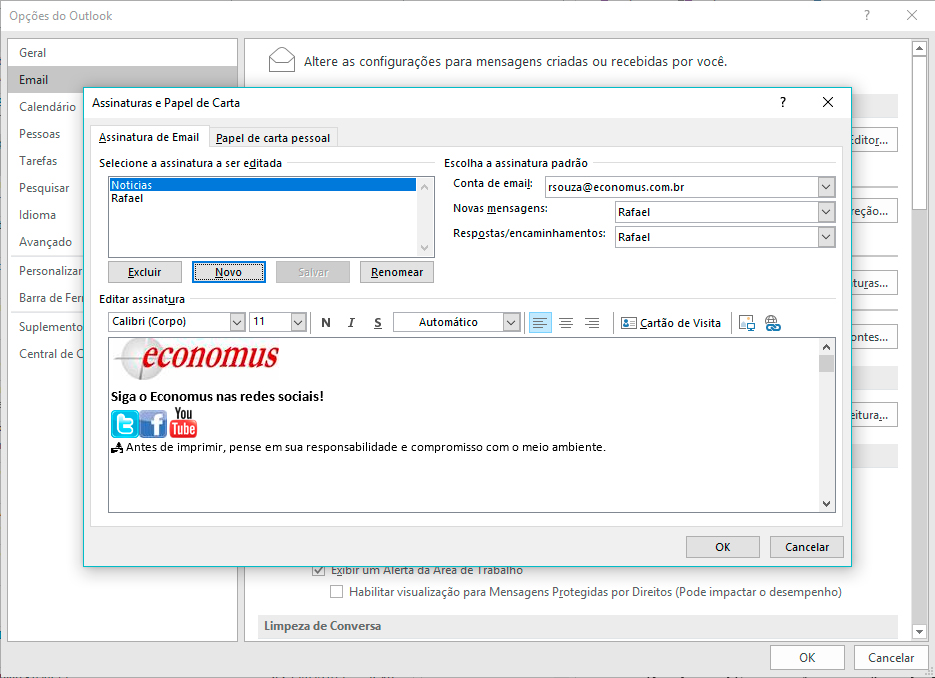 Opções do Outlook
?
Geral
Email
Calendário
Pessoas
Tarefas
Pesquisar
Idioma
Avançado
Personalizar
Barra de Fer
Suplemento
Central de C
Altere as configurações para mensagens criadas ou recebidas por você.
Editor...
reção...
turas...
ontes...
eitura...
Assinaturas e Papel de Carta
?
Assinatura de Email
Papel de carta pessoal
Selecione a assinatura a ser editada
Noticias
Rafael
Excluir
Novo
Salvar
Renomear
Escolha a assinatura padrão
Conta de email: rsouza@economus.com.br
Novas mensagens: Rafael
Respostas/encaminhamentos: Rafael
Editar assinatura
Calibri (Corpo) 11 N I S Automático Cartão de Visita
economus
Siga o Economus nas redes sociais!
You
Tube
Antes de imprimir, pense em sua responsabilidade e compromisso com o meio ambiente.
OK
Cancelar
Exibir um Alerta da Área de Trabalho
Habilitar visualização para Mensagens Protegidas por Direitos (Pode impactar o desempenho)
Limpeza de Conversa
OK
Cancelar